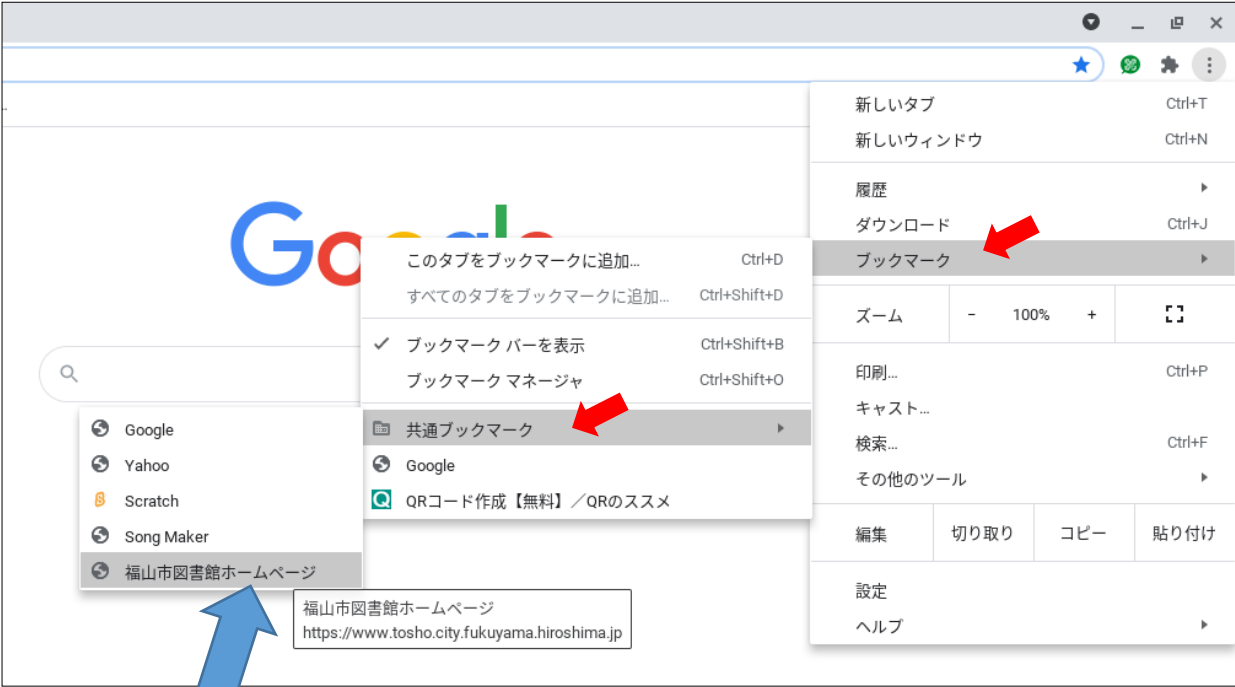 新しいタブ Ctrl+T
新しいウィンドウ Ctrl+N
履歴
ダウンロード Ctrl+J
ブックマーク
ズーム - 100% +
印刷... Ctrl+P
キャスト...
検索... Ctrl+F
その他のツール
編集 切り取り コピー 貼り付け
設定
ヘルプ
Google
このタブをブックマークに追加... Ctrl+D
すべてのタブをブックマークに追加... Ctrl+Shift+D
ブックマーク バーを表示 Ctrl+Shift+B
ブックマーク マネージャ Ctrl+Shift+O
共通ブックマーク
Google
QRコード作成【無料】／QRのススメ
Google
Yahoo
Scratch
Song Maker
福山市図書館ホームページ
福山市図書館ホームページ
https://www.tosho.city.fukuyama.hiroshima.jp